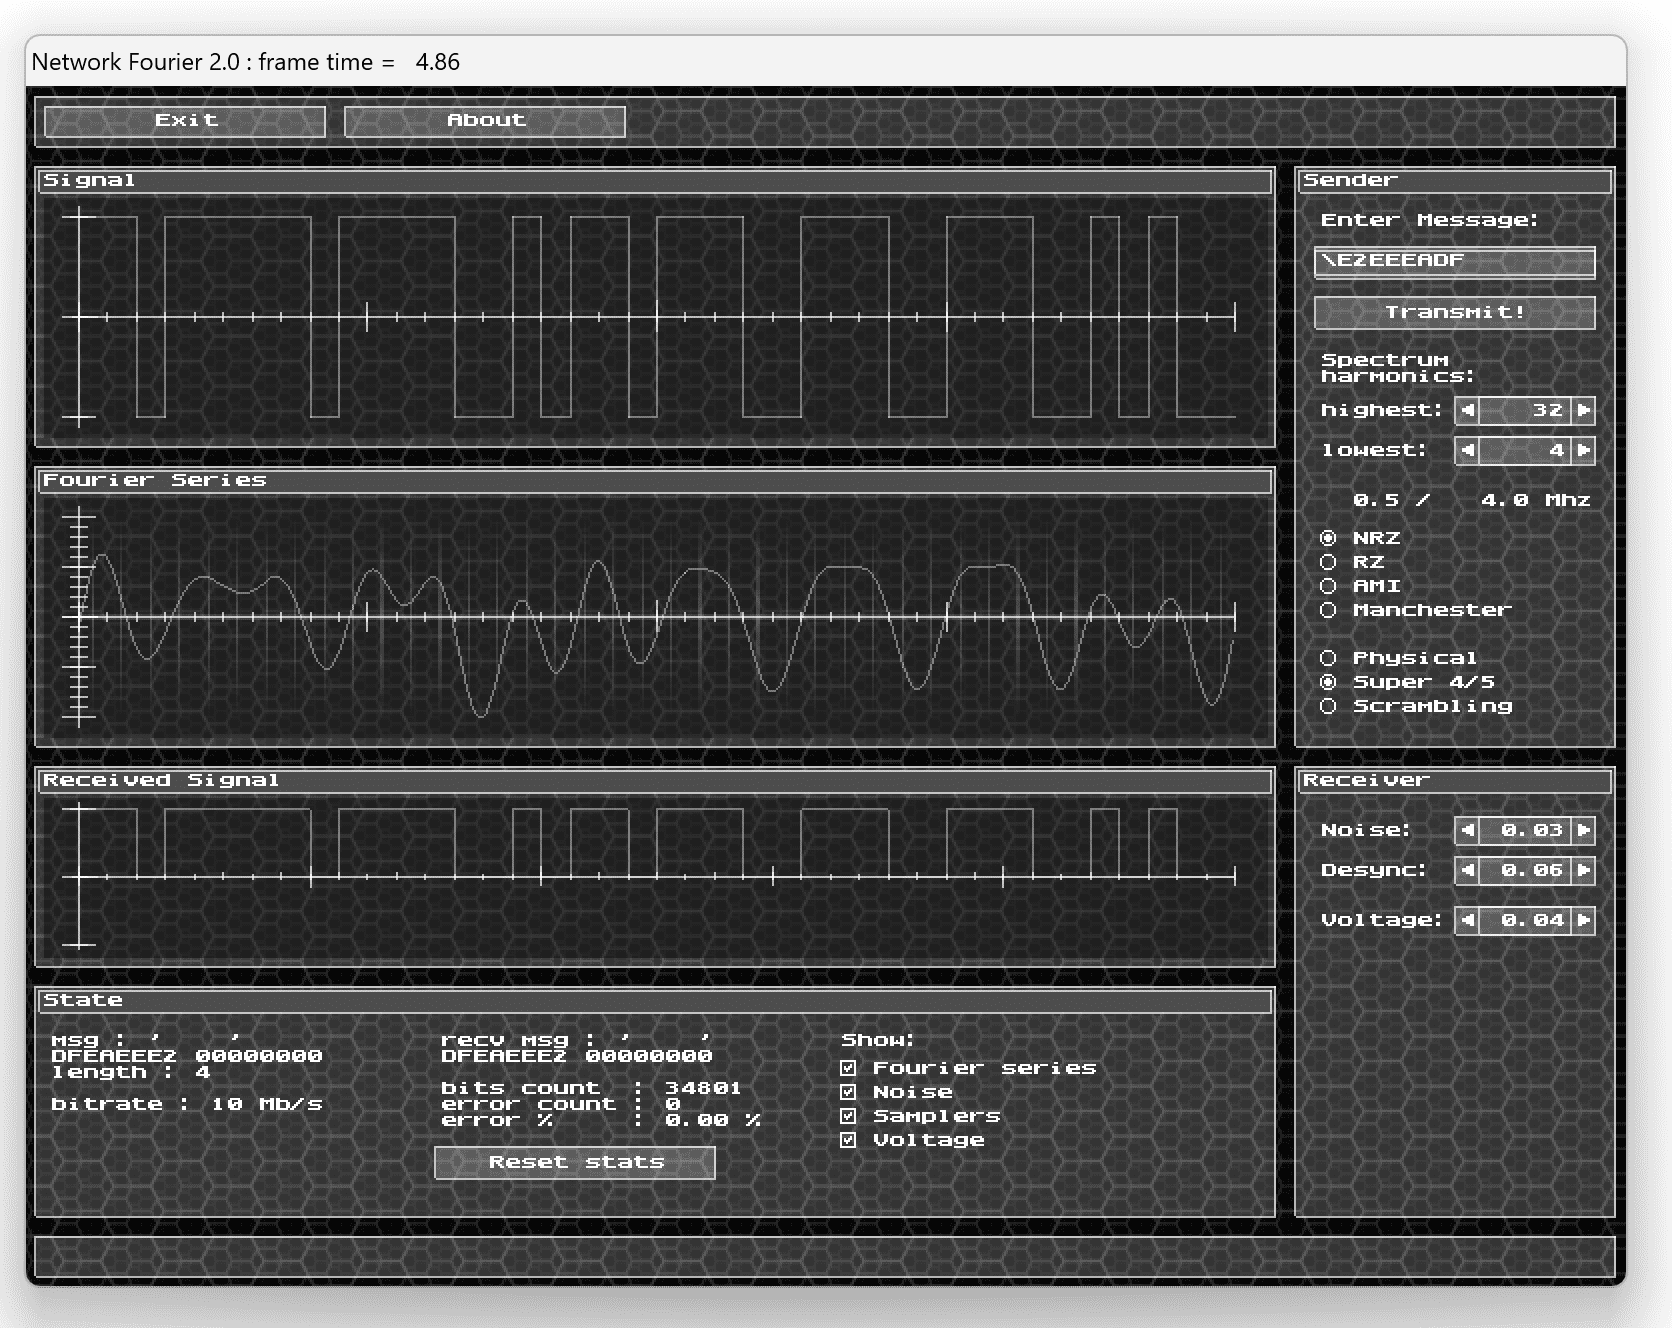 Network Fourier 2.0 : frame time =   4.86
Exit
About
Signal
Fourier Series
Received Signal
Sender
Enter Message:
\E2EEEADF
Transmit!
Spectrum
harmonics:
highest: 32
lowest: 4
0.5 / 4.0 Mhz
NRZ
RZ
AMI
Manchester
Physical
Super 4/5
Scrambling
Receiver
Noise: 0.03
Desync: 0.06
Voltage: 0.04
State
msg : '    '
DFEAEEE2 00000000
length : 4
bitrate : 10 Mb/s
recv msg : '    '
DFEAEEE2 00000000
bits count : 34801
error count : 0
error % : 0.00 %
Reset stats
Show:
Fourier series
Noise
Samplers
Voltage